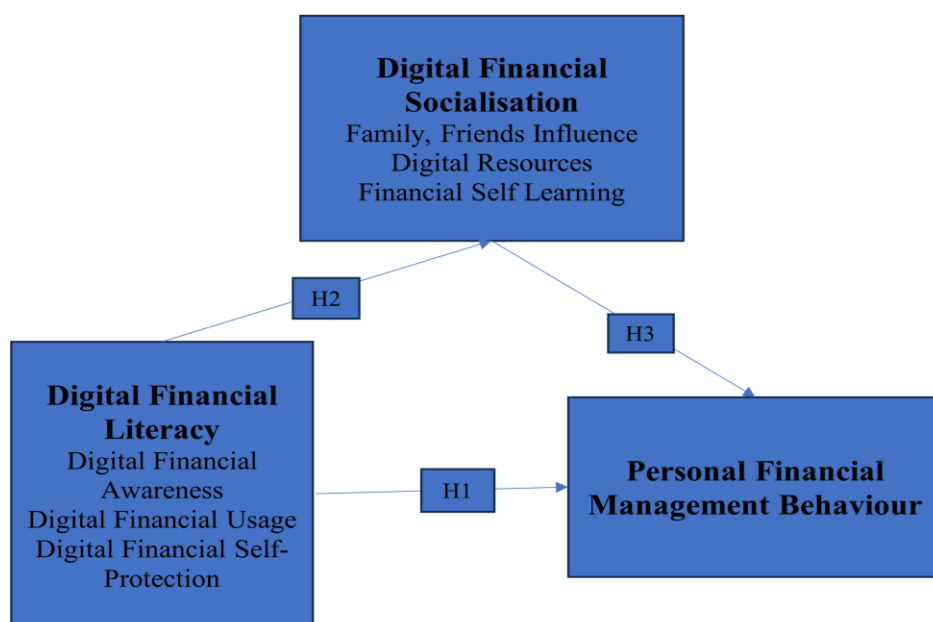 Digital Financial
Socialisation
Family, Friends Influence
Digital Resources
Financial Self Learning
H2
H3
Digital Financial
Literacy
Digital Financial
Awareness
Digital Financial Usage
Digital Financial Self-
Protection
H1
Personal Financial
Management Behaviour